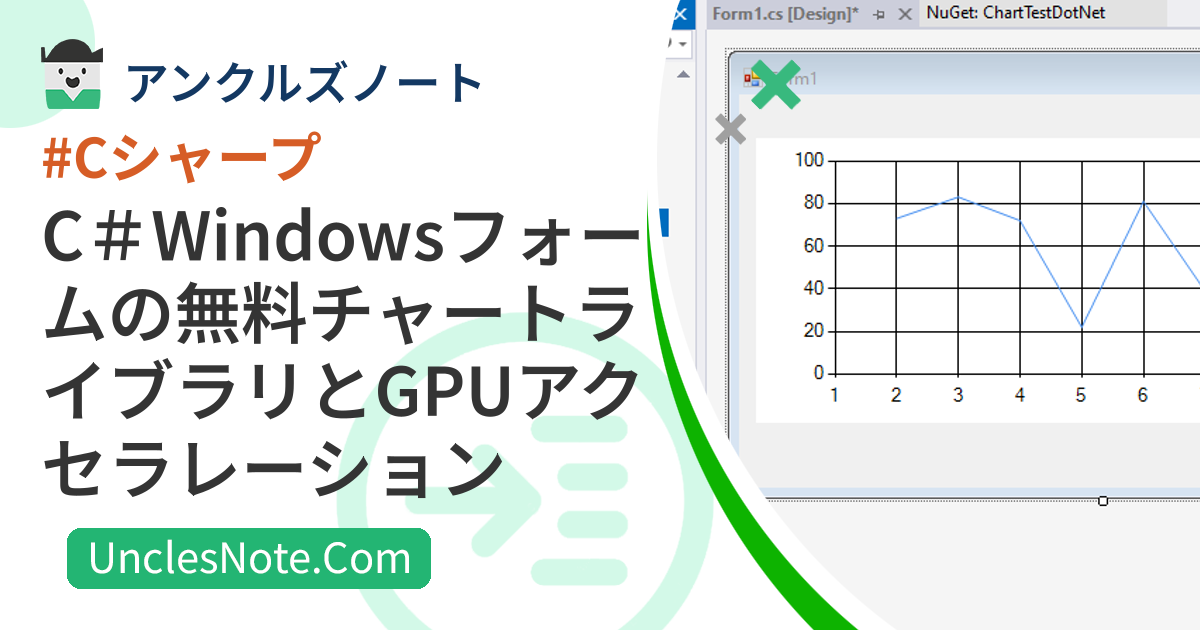 アンクルズノート
#Cシャープ
C＃Windowsフォー
ムの無料チャートラ
イブラリとGPUアク
セラレーション
UnclesNote.Com
Form1.cs [Design]*
NuGet: ChartTestDotNet
100
80
60
40
20
0
1 2 3 4 5 6